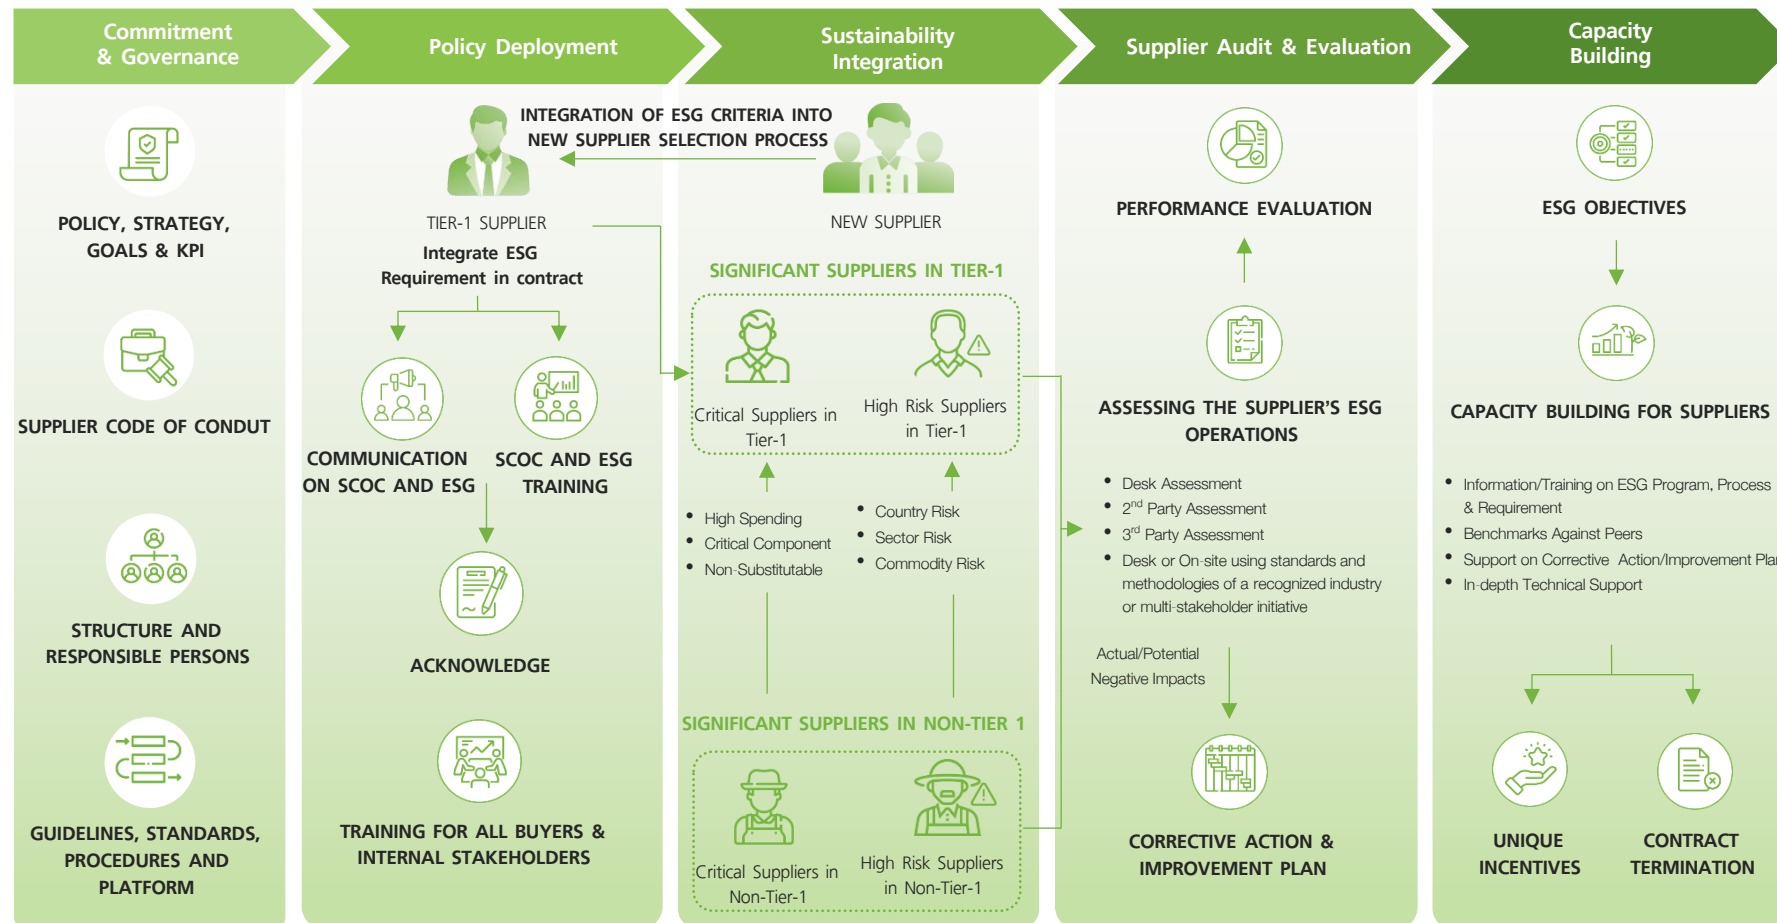 Commitment
& Governance
Policy Deployment
Sustainability
Integration
Supplier Audit & Evaluation
Capacity
Building
POLICY, STRATEGY,
GOALS & KPI
SUPPLIER CODE OF CONDUT
STRUCTURE AND
RESPONSIBLE PERSONS
GUIDELINES, STANDARDS,
PROCEDURES AND
PLATFORM
INTEGRATION OF ESG CRITERIA INTO
NEW SUPPLIER SELECTION PROCESS
TIER-1 SUPPLIER
Integrate ESG
Requirement in contract
COMMUNICATION
ON SCOC AND ESG
SCOC AND ESG
TRAINING
ACKNOWLEDGE
TRAINING FOR ALL BUYERS &
INTERNAL STAKEHOLDERS
NEW SUPPLIER
SIGNIFICANT SUPPLIERS IN TIER-1
Critical Suppliers in
Tier-1
High Risk Suppliers
in Tier-1
• High Spending
• Critical Component
• Non-Substitutable
• Country Risk
• Sector Risk
• Commodity Risk
SIGNIFICANT SUPPLIERS IN NON-TIER 1
Critical Suppliers in
Non-Tier-1
High Risk Suppliers
in Non-Tier-1
PERFORMANCE EVALUATION
ASSESSING THE SUPPLIER'S ESG
OPERATIONS
• Desk Assessment
• 2nd Party Assessment
• 3rd Party Assessment
• Desk or On-site using standards and
methodologies of a recognized industry
or multi-stakeholder initiative
Actual/Potential
Negative Impacts
CORRECTIVE ACTION &
IMPROVEMENT PLAN
ESG OBJECTIVES
CAPACITY BUILDING FOR SUPPLIERS
• Information/Training on ESG Program, Process
& Requirement
• Benchmarks Against Peers
• Support on Corrective Action/Improvement Plan
• In-depth Technical Support
UNIQUE
INCENTIVES
CONTRACT
TERMINATION